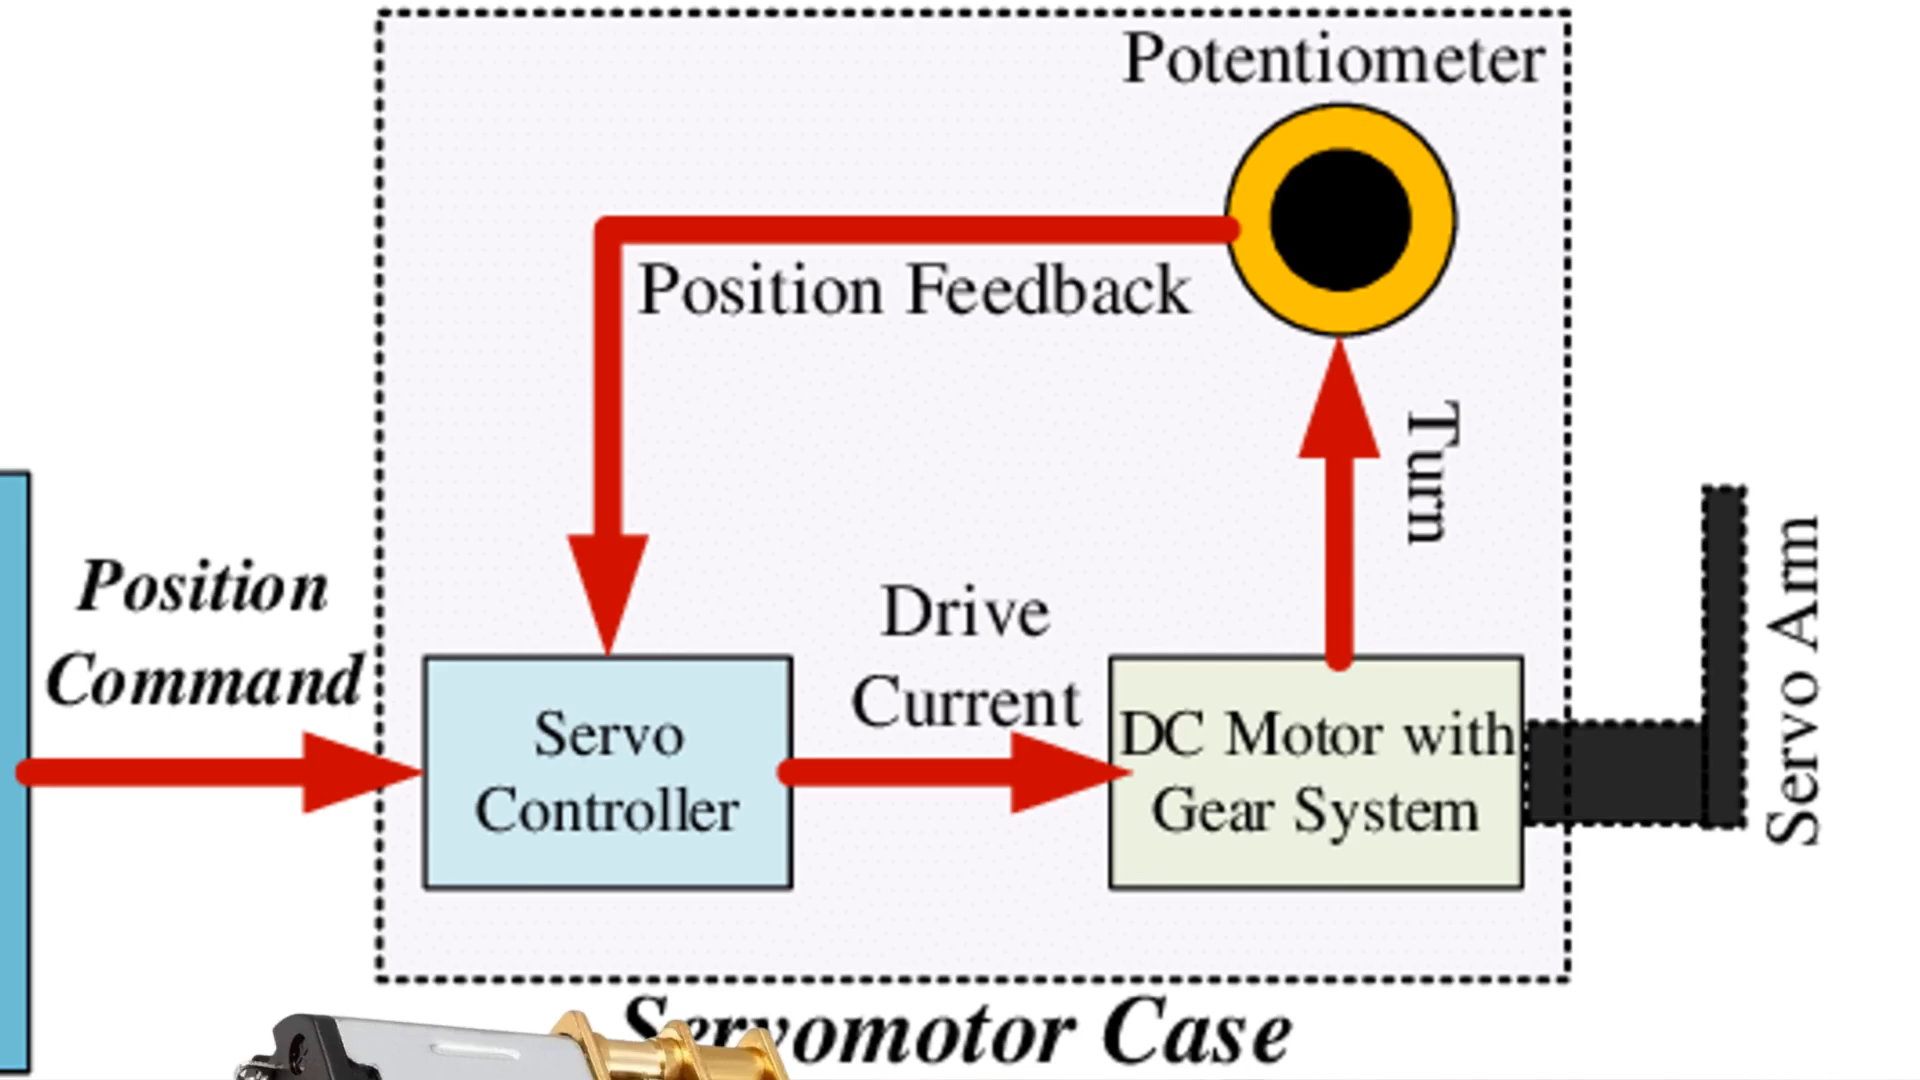 Potentiometer
Position Feedback
Turn
Position
Command
Drive
Current
Servo
Controller
DC Motor with
Gear System
Servo Arm
Servomotor Case